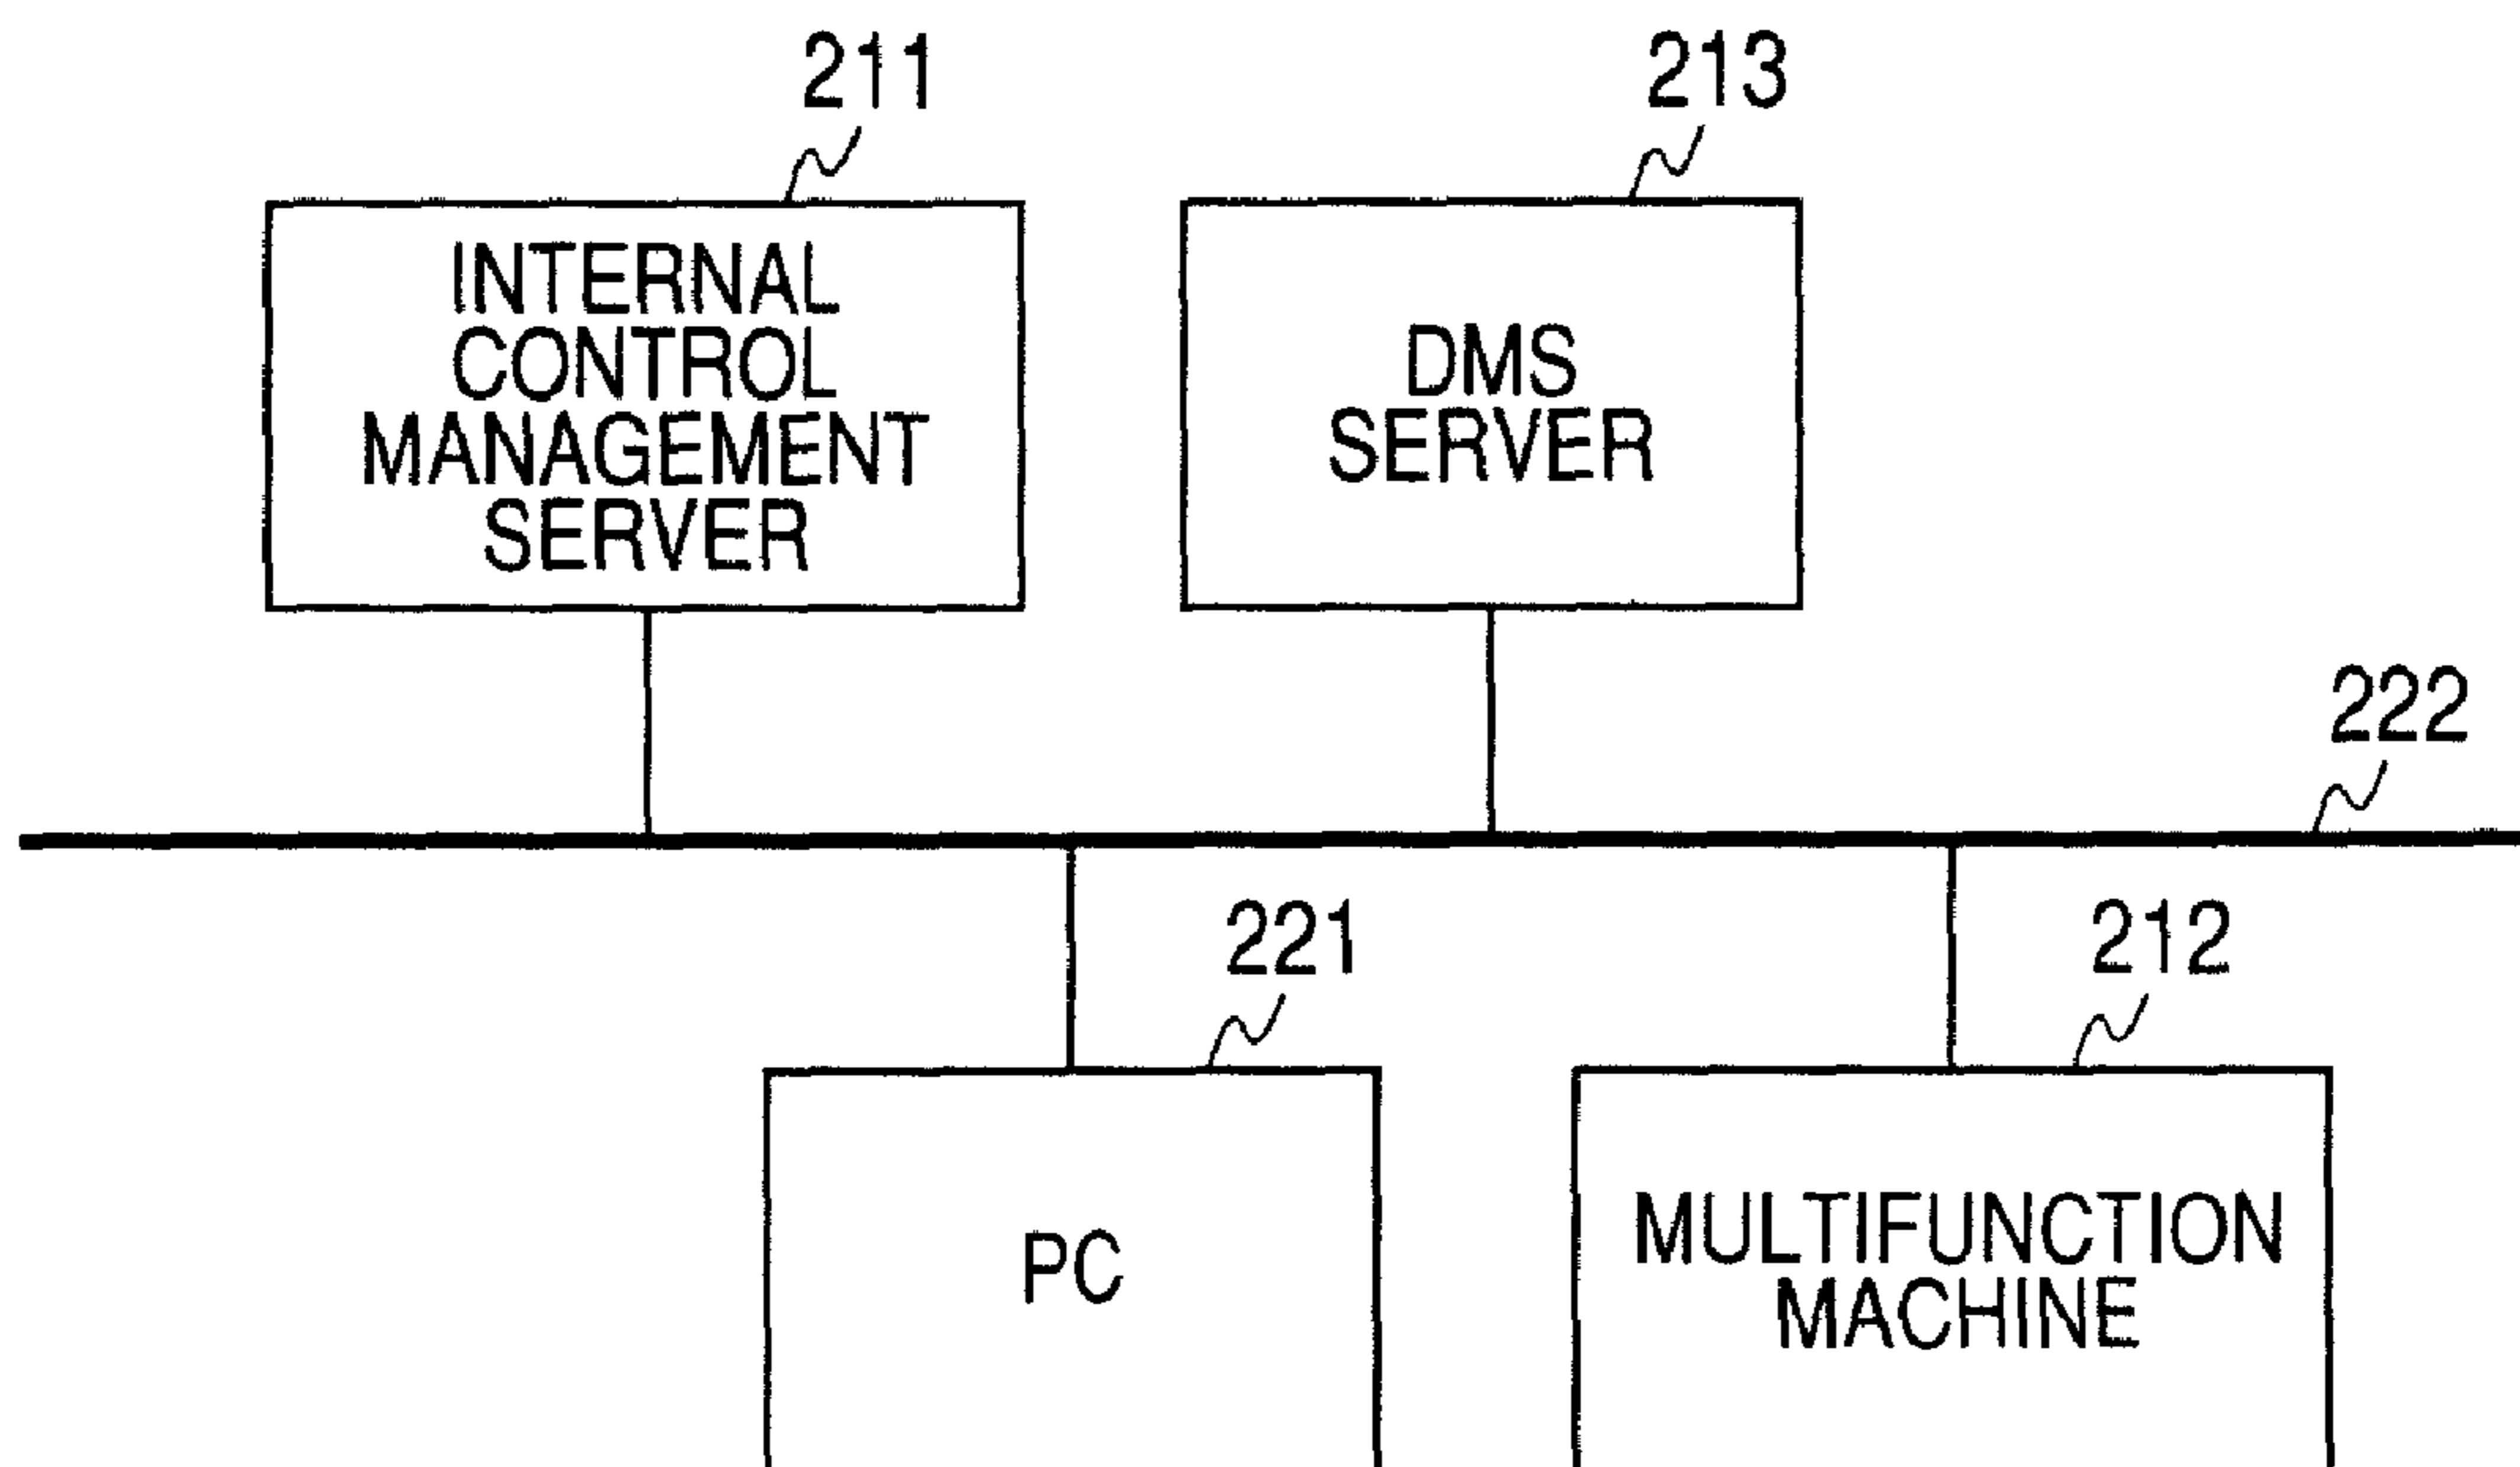 211
213
INTERNAL
CONTROL
MANAGEMENT
SERVER
DMS
SERVER
222
221
212
PC
MULTIFUNCTION
MACHINE